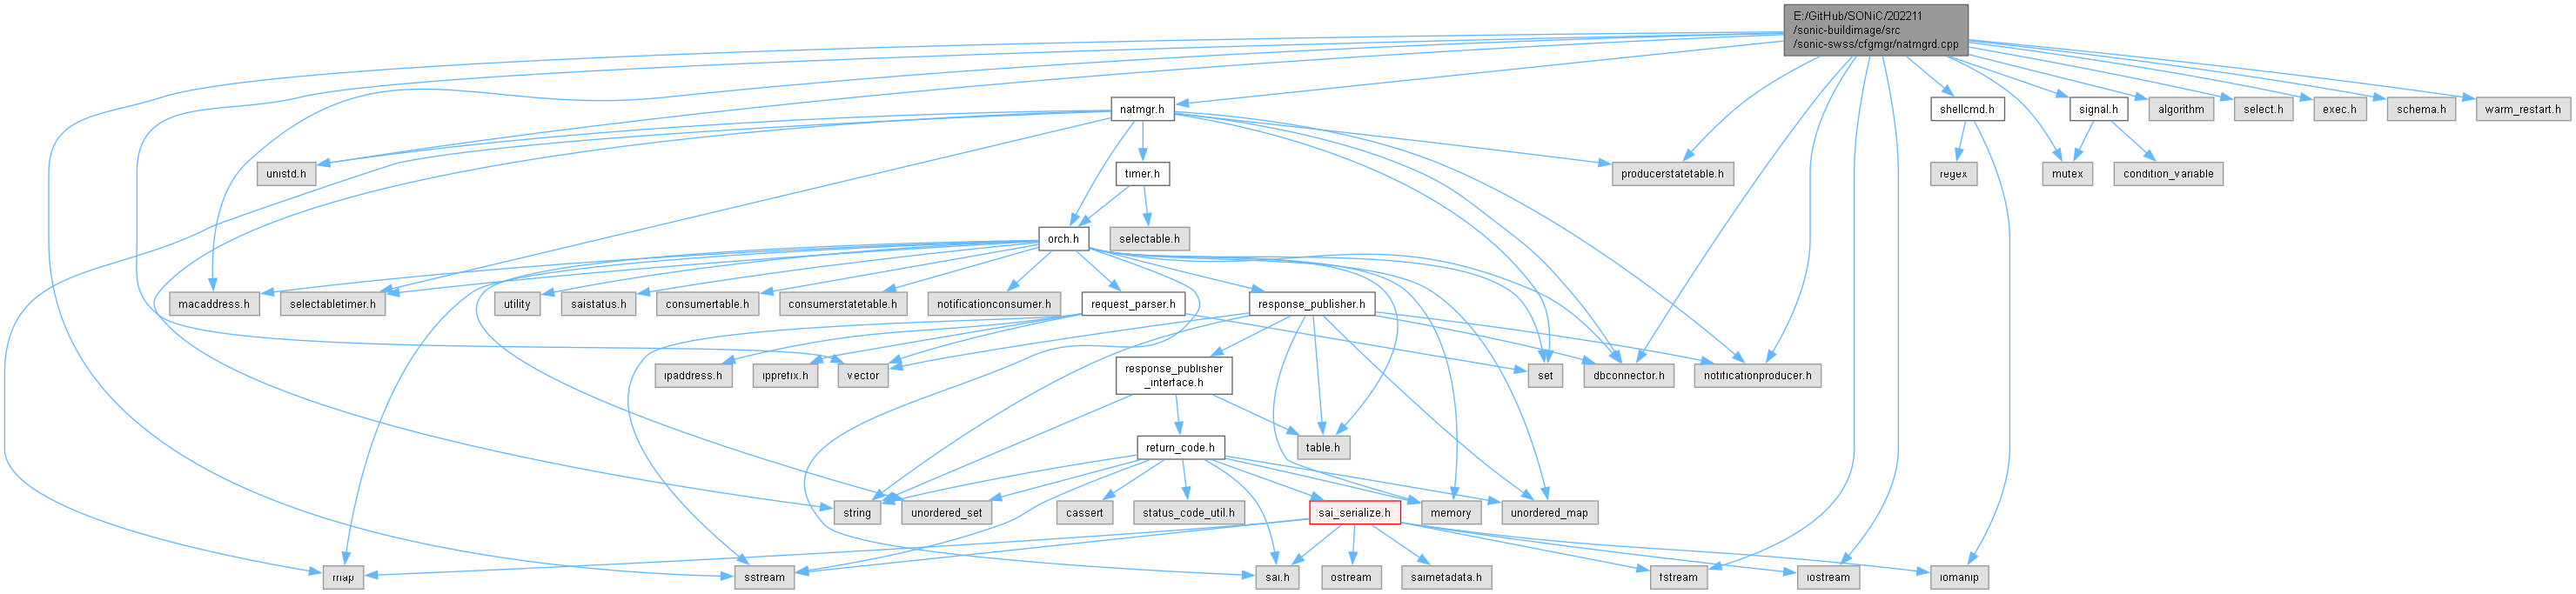 E:/GitHub/SONiC/202211
/sonic-buildimage/src
/sonic-swss/cfgmgr/natmgrd.cpp
natmgr.h
shellcmd.h
signal.h
algorithm
select.h
exec.h
schema.h
warm_restart.h
unistd.h
timer.h
producerstatetable.h
regex
mutex
condition_variable
orch.h
selectable.h
macaddress.h
selectabletimer.h
utility
saistatus.h
consumertable.h
consumerstatetable.h
notificationconsumer.h
request_parser.h
response_publisher.h
ipaddress.h
ipprefix.h
vector
response_publisher
_interface.h
set
dbconnector.h
notificationproducer.h
return_code.h
table.h
string
unordered_set
cassert
status_code_util.h
sai_serialize.h
memory
unordered_map
map
sstream
sai.h
ostream
saimetadata.h
fstream
iostream
iomanip